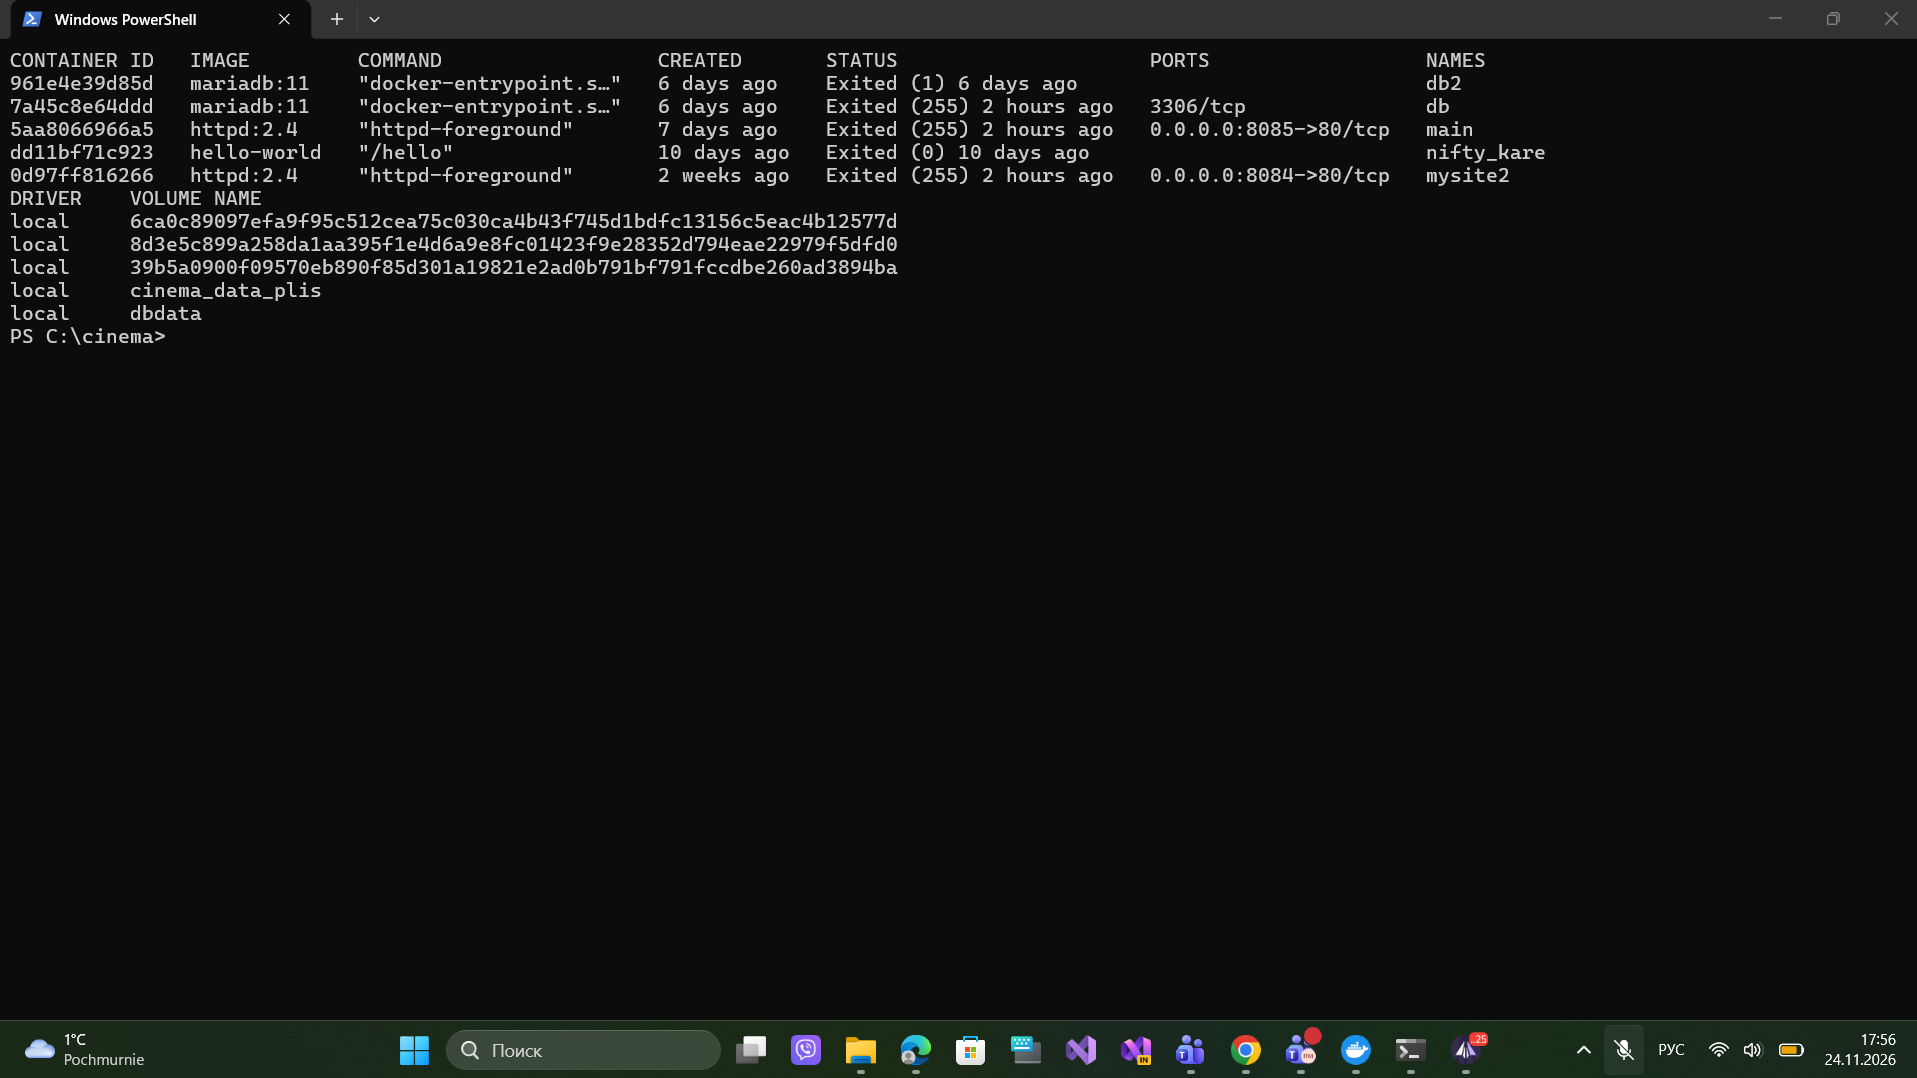 Windows PowerShell
CONTAINER ID   IMAGE         COMMAND                  CREATED       STATUS                     PORTS                  NAMES
961e4e39d85d   mariadb:11    "docker-entrypoint.s…"   6 days ago    Exited (1) 6 days ago                             db2
7a45c8e64ddd   mariadb:11    "docker-entrypoint.s…"   6 days ago    Exited (255) 2 hours ago   3306/tcp               db
5aa8066966a5   httpd:2.4     "httpd-foreground"       7 days ago    Exited (255) 2 hours ago   0.0.0.0:8085->80/tcp   main
dd11bf71c923   hello-world   "/hello"                 10 days ago   Exited (0) 10 days ago                            nifty_kare
0d97ff816266   httpd:2.4     "httpd-foreground"       2 weeks ago   Exited (255) 2 hours ago   0.0.0.0:8084->80/tcp   mysite2
DRIVER    VOLUME NAME
local     6ca0c89097efa9f95c512cea75c030ca4b43f745d1bdfc13156c5eac4b12577d
local     8d3e5c899a258da1aa395f1e4d6a9e8fc01423f9e28352d794eae22979f5dfd0
local     39b5a0900f09570eb890f85d301a19821e2ad0b791bf791fccdbe260ad3894ba
local     cinema_data_plis
local     dbdata
PS C:\cinema>
1°C
Pochmurnie
Поиск
IN
T
T
ПМ
..25
РУС
17:56
24.11.2026